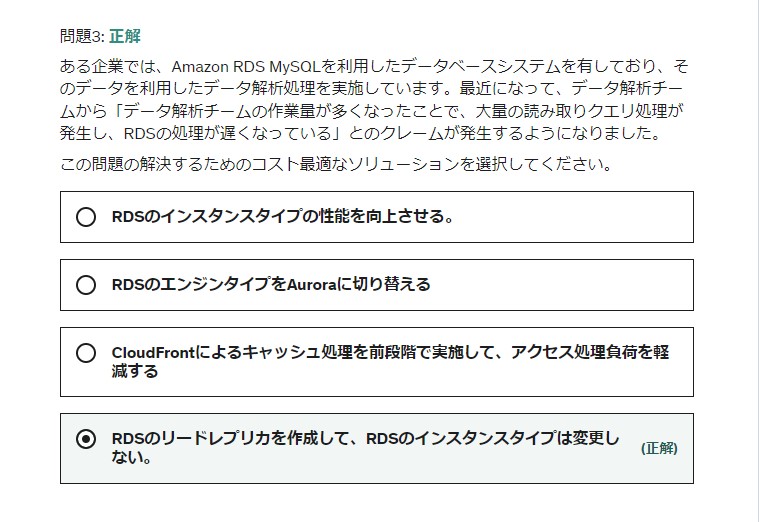 問題3: 正解
ある企業では、Amazon RDS MySQLを利用したデータベースシステムを有しており、そ
のデータを利用したデータ解析処理を実施しています。最近になって、データ解析チー
ムから「データ解析チームの作業量が多くなったことで、大量の読み取りクエリ処理が
発生し、RDSの処理が遅くなっている」とのクレームが発生するようになりました。
この問題の解決するためのコスト最適なソリューションを選択してください。
RDSのインスタンスタイプの性能を向上させる。
RDSのエンジンタイプをAuroraに切り替える
CloudFrontによるキャッシュ処理を前段階で実施して、アクセス処理負荷を軽
減する
RDSのリードレプリカを作成して、RDSのインスタンスタイプは変更し
ない。
(正解)